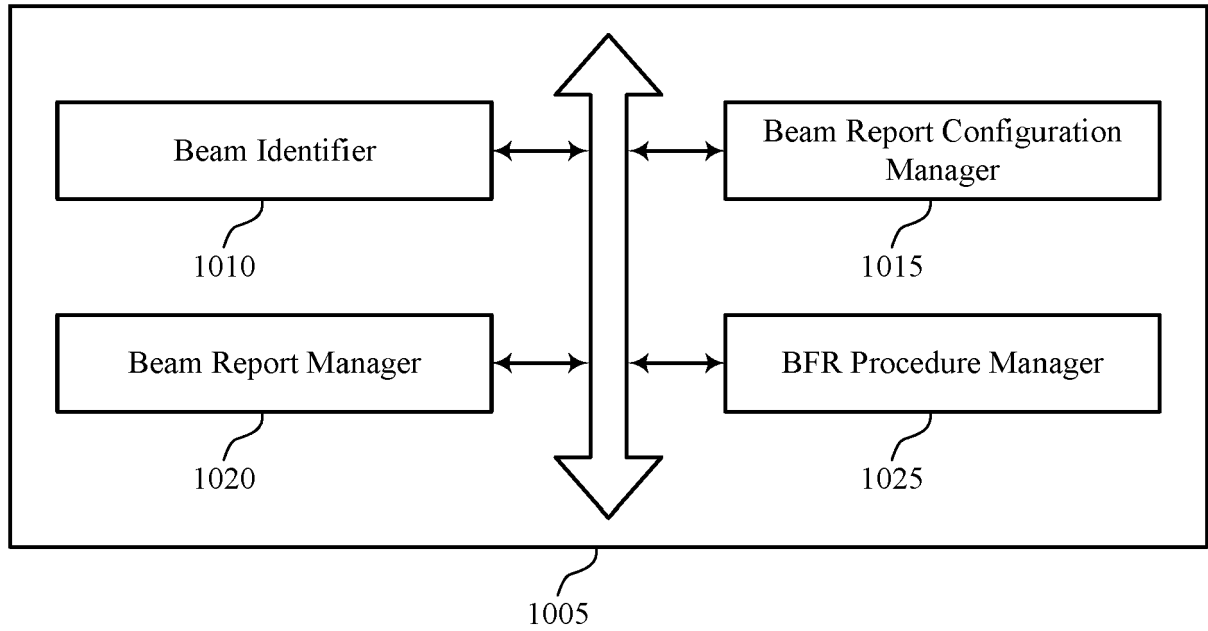 Beam Identifier
1010
Beam Report Configuration
Manager
1015
Beam Report Manager
1020
BFR Procedure Manager
1025
1005